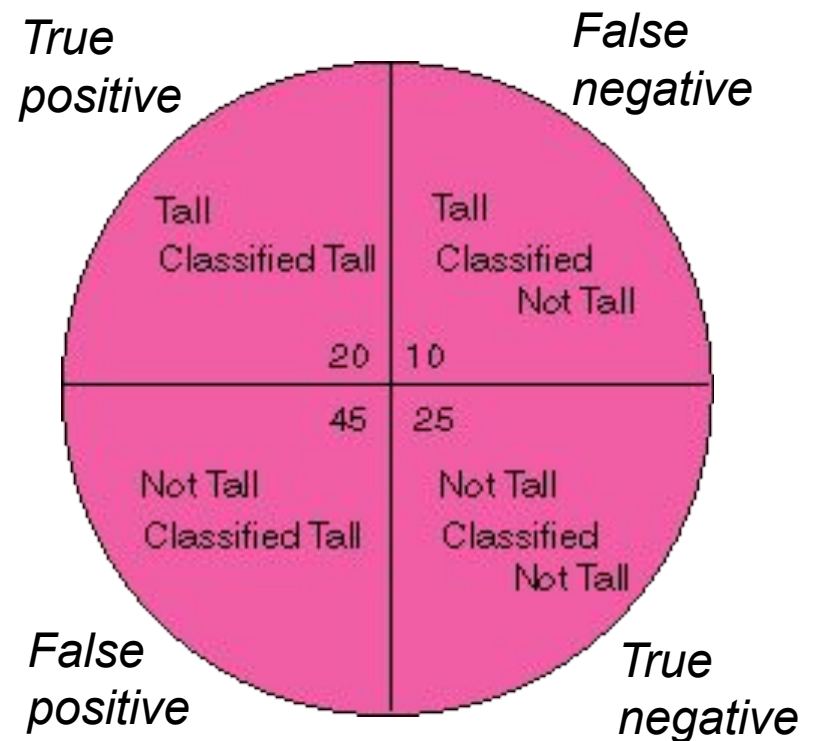 True
positive
False
negative
Tall
Classified Tall
20
Tall
Classified
Not Tall
10
45
Not Tall
Classified Tall
25
Not Tall
Classified
Not Tall
False
positive
True
negative